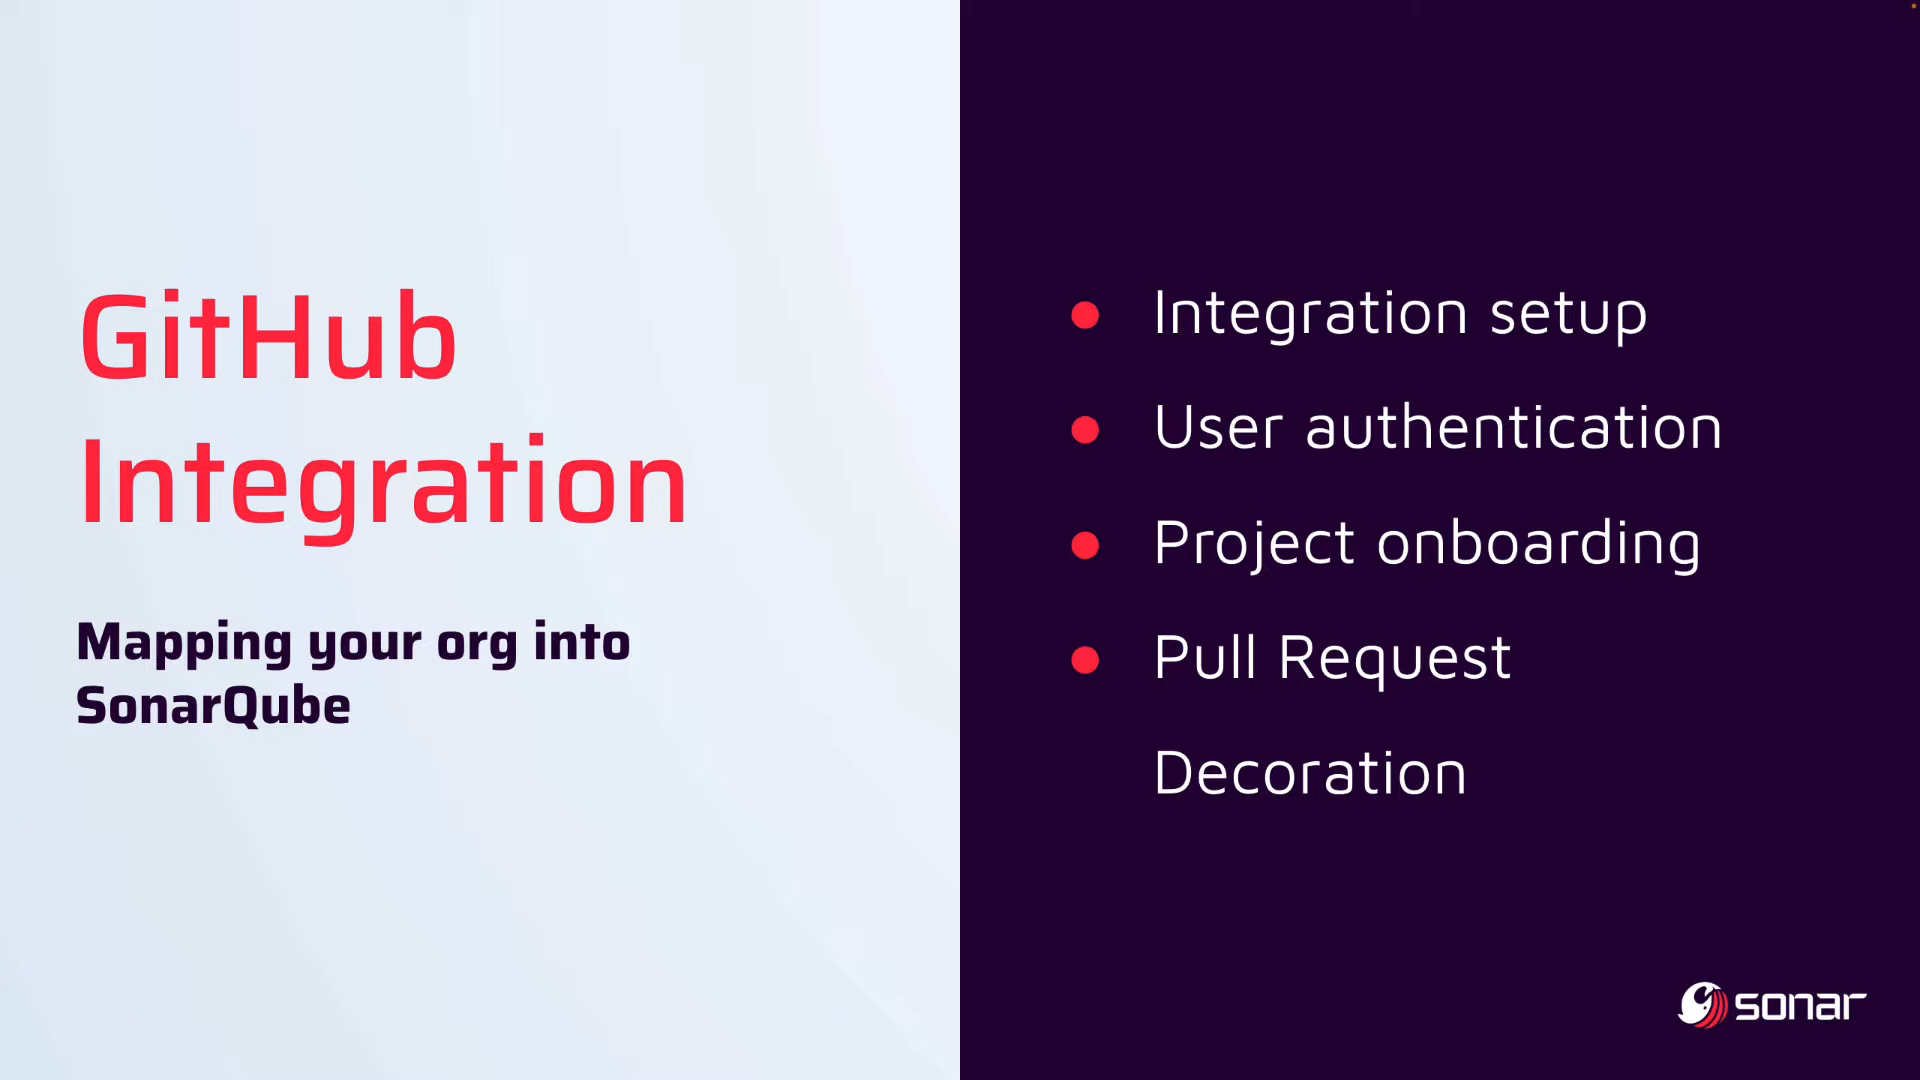 GitHub
Integration
Mapping your org into
SonarQube
Integration setup
User authentication
Project onboarding
Pull Request
Decoration
sonar